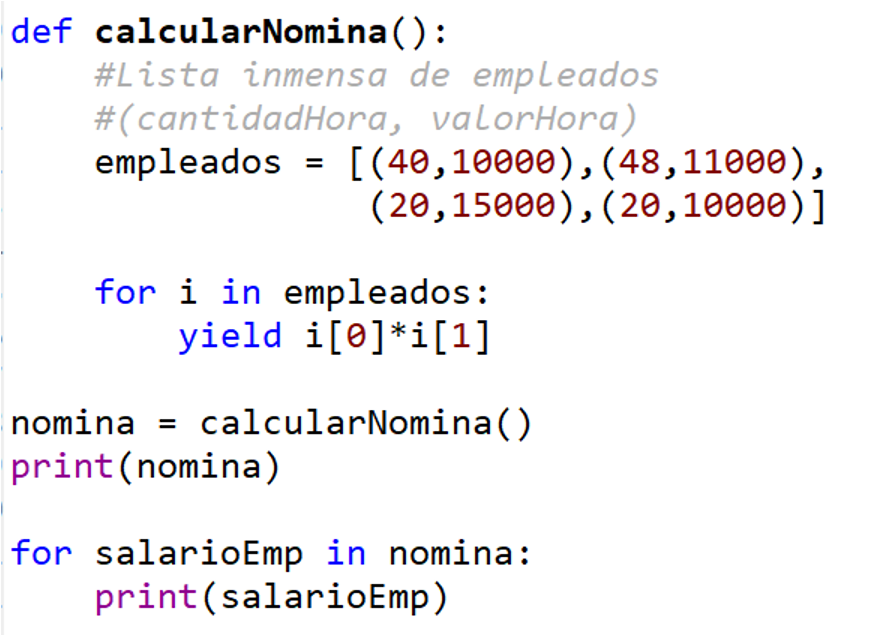 def calcularNomina():
    #Lista inmensa de empleados
    #(cantidadHora, valorHora)
    empleados = [(40,10000),(48,11000),
                 (20,15000),(20,10000)]

    for i in empleados:
        yield i[0]*i[1]

nomina = calcularNomina()
print(nomina)

for salarioEmp in nomina:
    print(salarioEmp)